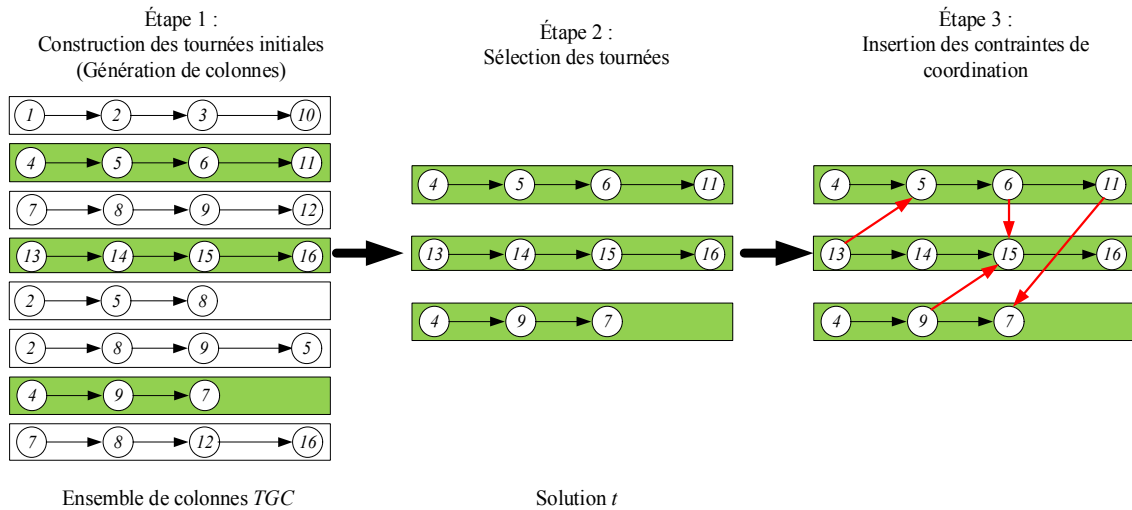 Étape 1 :
Construction des tournées initiales
(Génération de colonnes)
1 2 3 10
4 5 6 11
7 8 9 12
13 14 15 16
2 5 8
2 8 9 5
4 9 7
7 8 12 16
Ensemble de colonnes TGC
Étape 2 :
Sélection des tournées
4 5 6 11
13 14 15 16
4 9 7
Solution t
Étape 3 :
Insertion des contraintes de
coordination
4 5 6 11
13 14 15 16
4 9 7